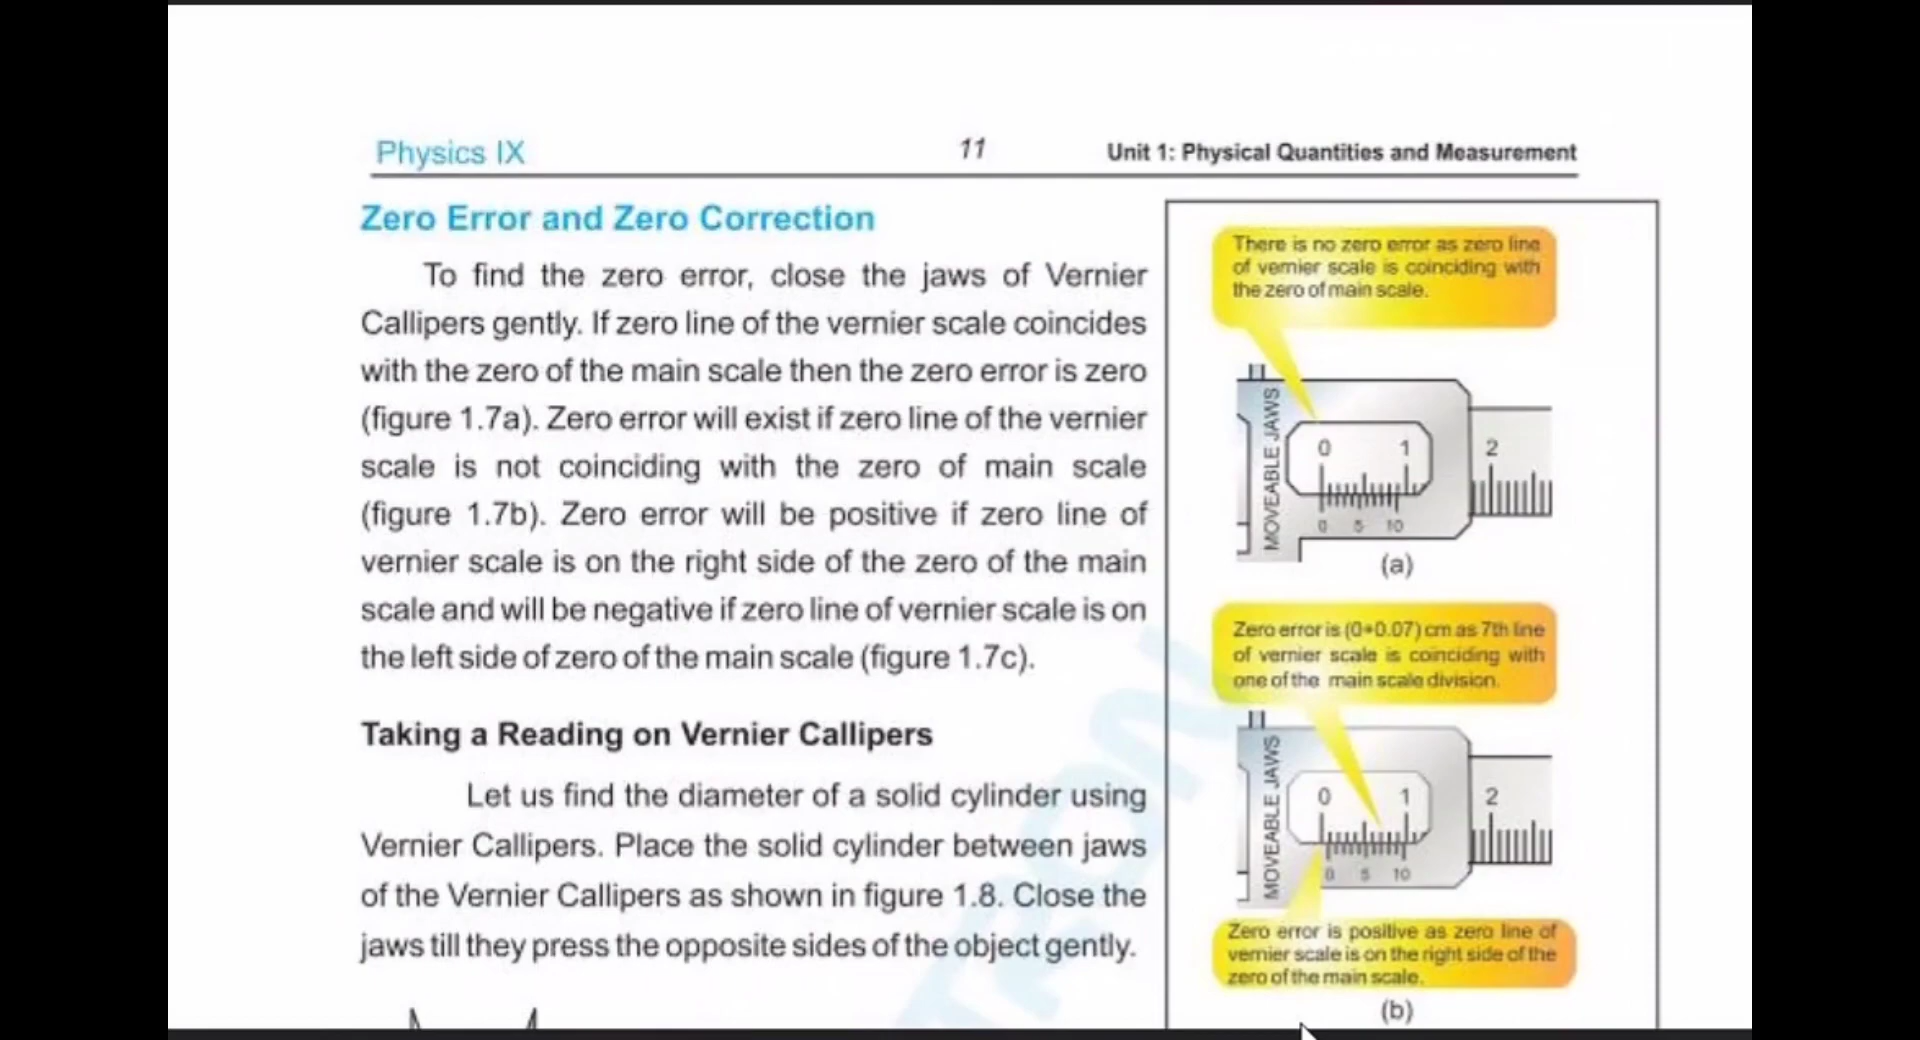 Physics IX 11 Unit 1: Physical Quantities and Measurement
Zero Error and Zero Correction
To find the zero error, close the jaws of Vernier
Callipers gently. If zero line of the vernier scale coincides
with the zero of the main scale then the zero error is zero
(figure 1.7a). Zero error will exist if zero line of the vernier
scale is not coinciding with the zero of main scale
(figure 1.7b). Zero error will be positive if zero line of
vernier scale is on the right side of the zero of the main
scale and will be negative if zero line of vernier scale is on
the left side of zero of the main scale (figure 1.7c).
Taking a Reading on Vernier Callipers
Let us find the diameter of a solid cylinder using
Vernier Callipers. Place the solid cylinder between jaws
of the Vernier Callipers as shown in figure 1.8. Close the
jaws till they press the opposite sides of the object gently.
There is no zero error as zero line
of vernier scale is coinciding with
the zero of main scale.
MOVEABLE JAWS
0 1 2
0 5 10
(a)
Zero error is (0+0.07) cm as 7th line
of vernier scale is coinciding with
one of the main scale division.
MOVEABLE JAWS
0 1 2
0 5 10
Zero error is positive as zero line of
vernier scale is on the right side of the
zero of the main scale.
(b)